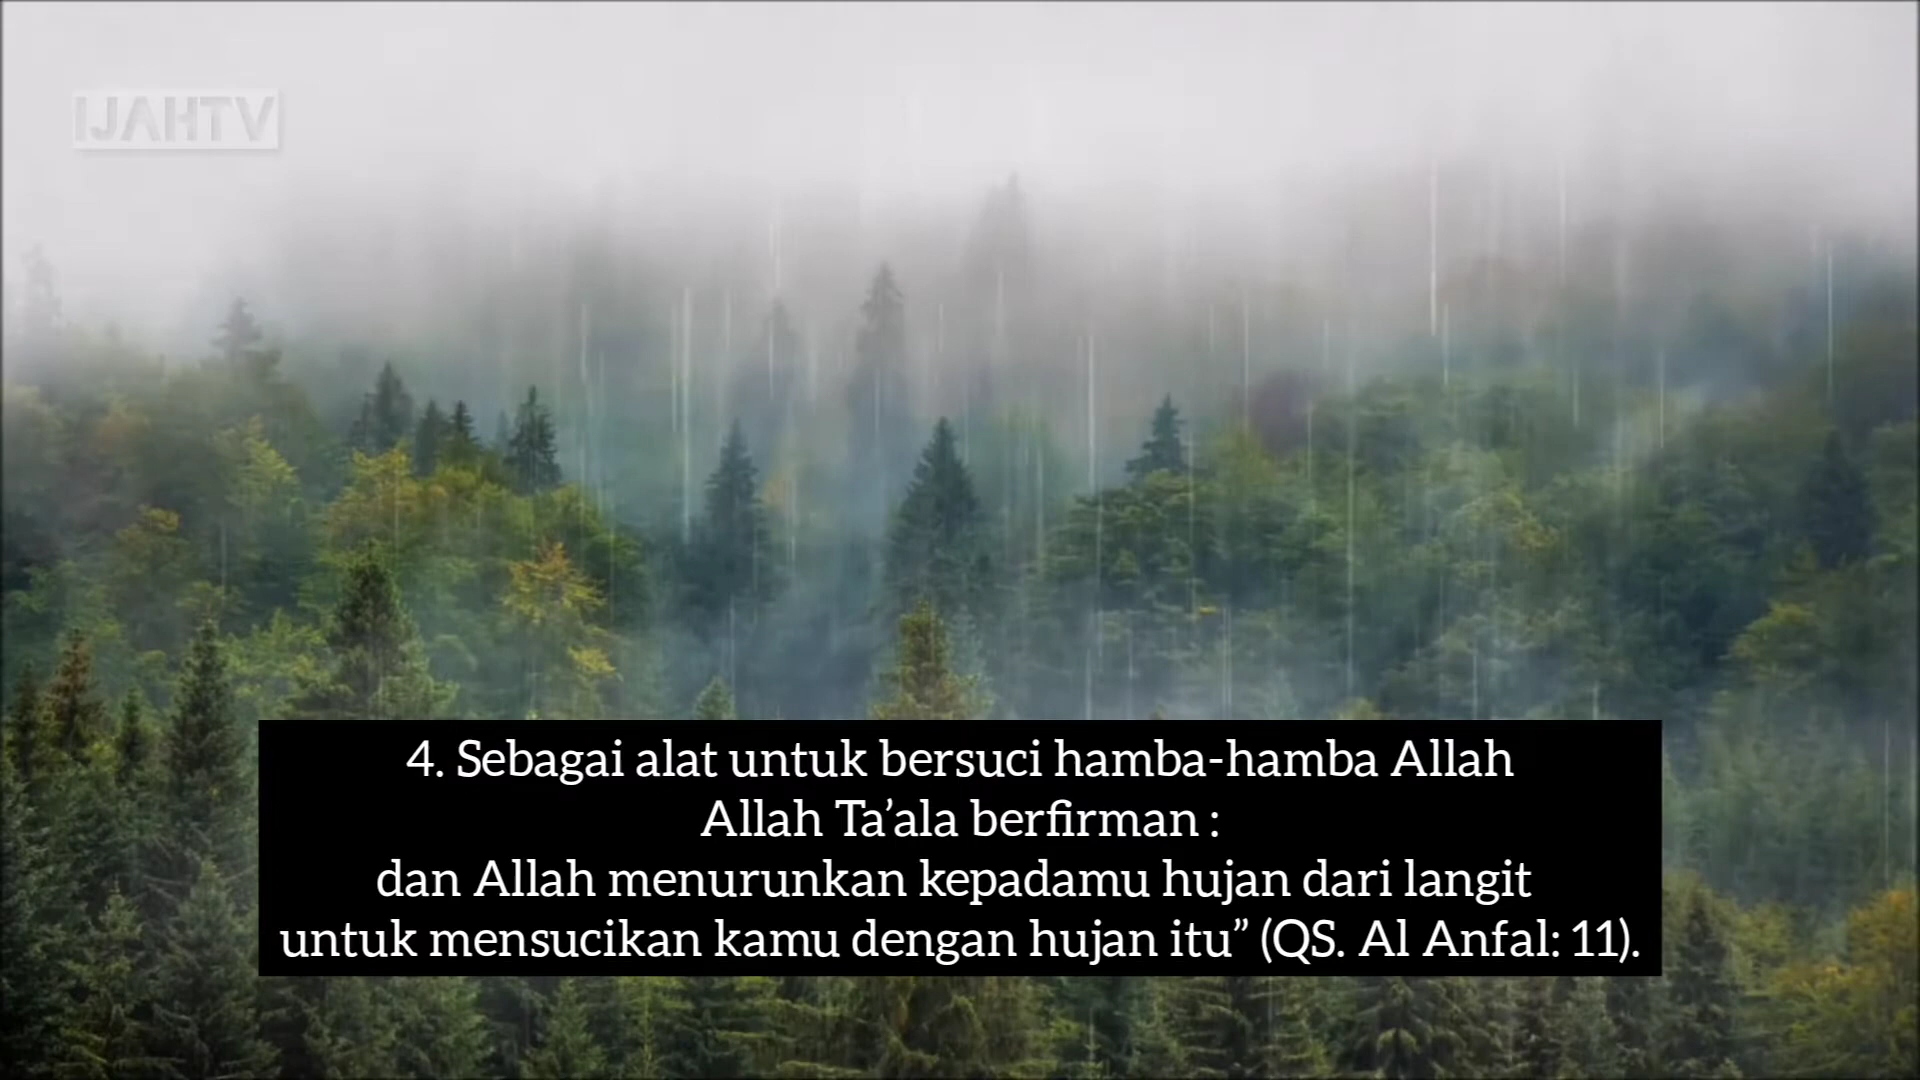 IJAHTV
4. Sebagai alat untuk bersuci hamba-hamba Allah
Allah Ta’ala berfirman :
dan Allah menurunkan kepadamu hujan dari langit
untuk mensucikan kamu dengan hujan itu” (QS. Al Anfal: 11).